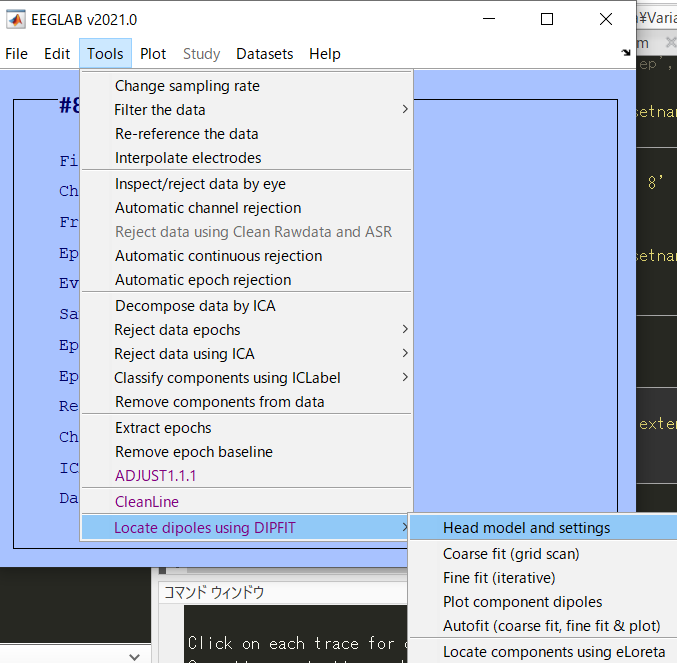 EEGLAB v2021.0
File Edit Tools Plot Study Datasets Help
#8
Change sampling rate
Filter the data
Re-reference the data
Interpolate electrodes
Inspect/reject data by eye
Automatic channel rejection
Reject data using Clean Rawdata and ASR
Automatic continuous rejection
Automatic epoch rejection
Decompose data by ICA
Reject data epochs
Reject data using ICA
Classify components using ICLabel
Remove components from data
Extract epochs
Remove epoch baseline
ADJUST1.1.1
CleanLine
Locate dipoles using DIPFIT
Head model and settings
Coarse fit (grid scan)
Fine fit (iterative)
Plot component dipoles
Autofit (coarse fit, fine fit & plot)
Locate components using eLoreta
Fi
Ch
Fr
Ep
Ev
Sa
Ep
Ep
Re
Ch
IC
Da
¥Varia
m
ep',
setnam
8'
setnam
exter
コマンド ウィンドウ
Click on each trace for